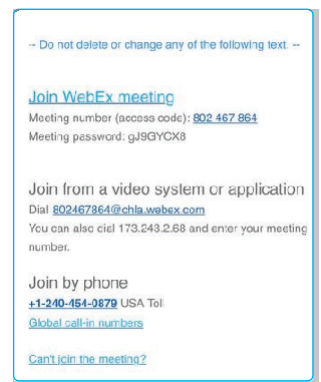 -- Do not delete or change any of the following text. --
Join WebEx meeting
Meeting number (access code): 802 467 864
Meeting password: gJ9GYCX8
Join from a video system or application
Dial 802467864@chla.webex.com
You can also dial 173.243.2.68 and enter your meeting
number.
Join by phone
+1-240-454-0879 USA Toll
Global call-in numbers
Can't join the meeting?